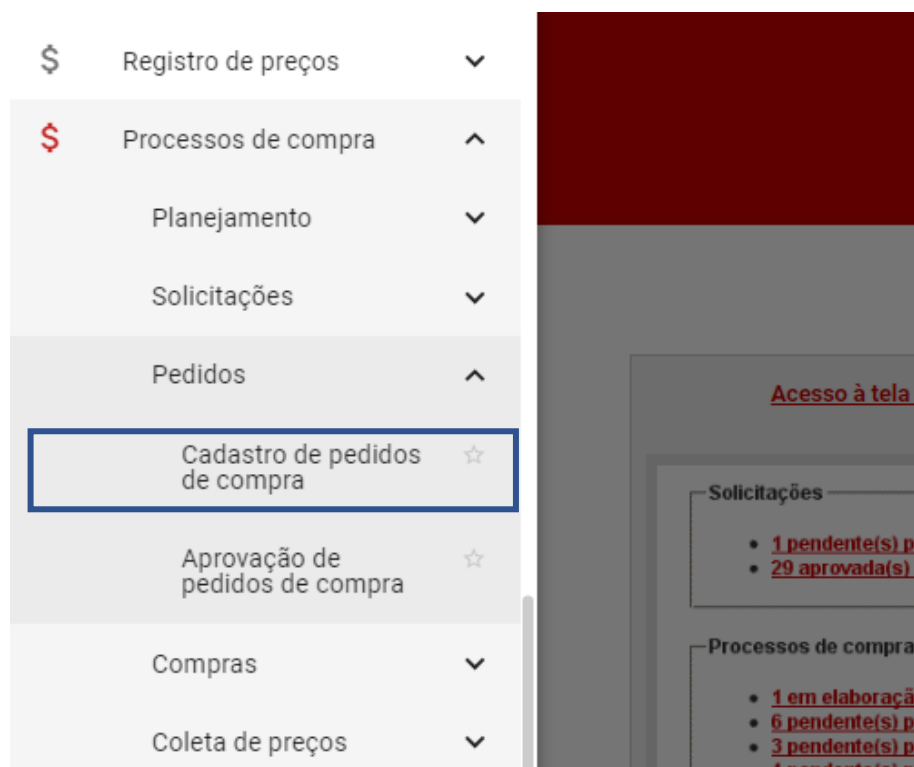 $ Registro de preços
$ Processos de compra
Planejamento
Solicitações
Pedidos
Cadastro de pedidos
de compra
Aprovação de
pedidos de compra
Compras
Coleta de preços
Acesso à tela
Solicitações
1 pendente(s) p
29 aprovada(s)
Processos de compra
1 em elaboraçã
6 pendente(s) p
3 pendente(s) p